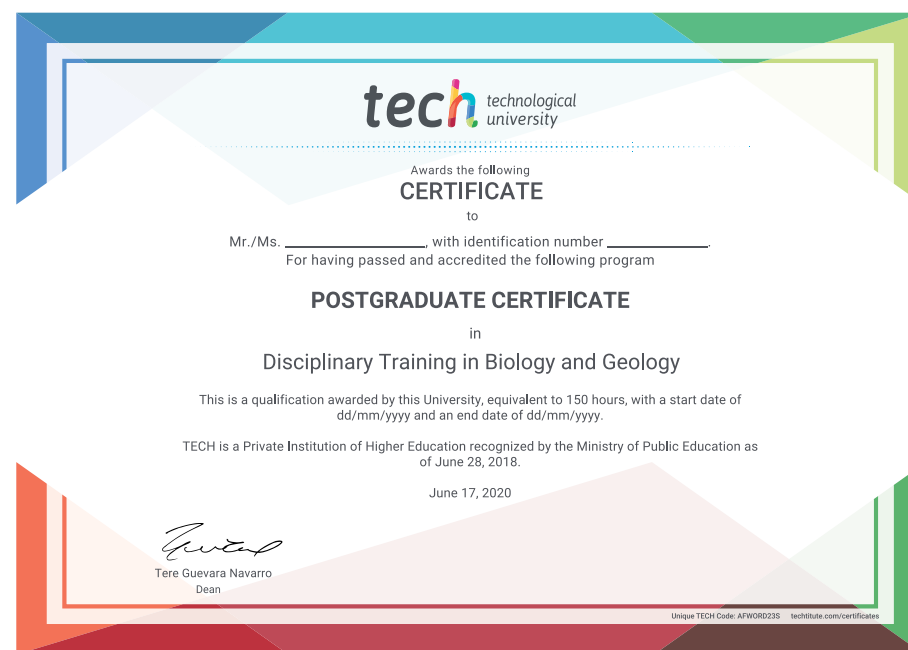 tech technological
university
Awards the following
CERTIFICATE
to
Mr./Ms. ____________________, with identification number ______________.
For having passed and accredited the following program
POSTGRADUATE CERTIFICATE
in
Disciplinary Training in Biology and Geology
This is a qualification awarded by this University, equivalent to 150 hours, with a start date of
dd/mm/yyyy and an end date of dd/mm/yyyy.
TECH is a Private Institution of Higher Education recognized by the Ministry of Public Education as
of June 28, 2018.
June 17, 2020
Tere Guevara Navarro
Dean
Unique TECH Code: AFWORD23S techtitute.com/certificates